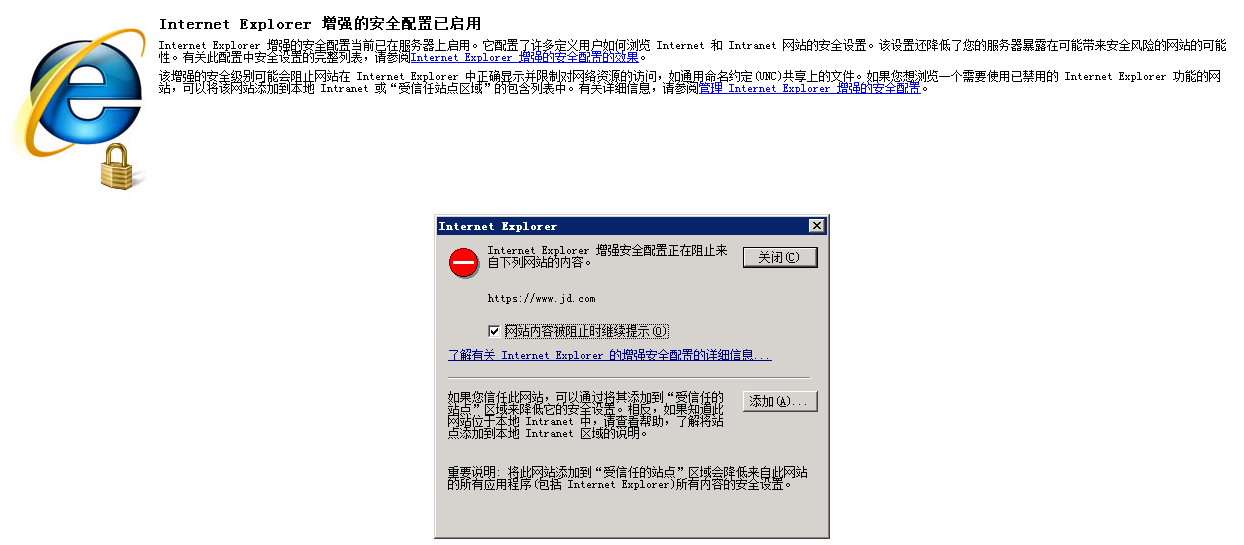 Internet Explorer 增强的安全配置已启用
Internet Explorer 增强的安全配置当前已在服务器上启用。它配置了许多定义用户如何浏览 Internet 和 Intranet 网站的安全设置。该设置还降低了您的服务器暴露在可能带来安全风险的网站的可能
性。有关此配置中安全设置的完整列表，请参阅Internet Explorer 增强的安全配置的效果。
该增强的安全级别可能会阻止网站在 Internet Explorer 中正确显示并限制对网络资源的访问，如通用命名约定(UNC)共享上的文件。如果您想浏览一个需要使用已禁用的 Internet Explorer 功能的网
站，可以将该网站添加到本地 Intranet 或“受信任站点区域”的包含列表中。有关详细信息，请参阅管理 Internet Explorer 增强的安全配置。
Internet Explorer
Internet Explorer 增强安全配置正在阻止来
自下列网站的内容。
关闭(C)
https://www.jd.com
网站内容被阻止时继续提示(O)
了解有关 Internet Explorer 的增强安全配置的详细信息...
如果您信任此网站，可以通过将其添加到“受信任的
站点”区域来降低它的安全设置。相反，如果知道此
网站位于本地 Intranet 中，请查看帮助，了解将站
点添加到本地 Intranet 区域的说明。
添加(A)...
重要说明: 将此网站添加到“受信任的站点”区域会降低来自此网站
的所有应用程序(包括 Internet Explorer)所有内容的安全设置。